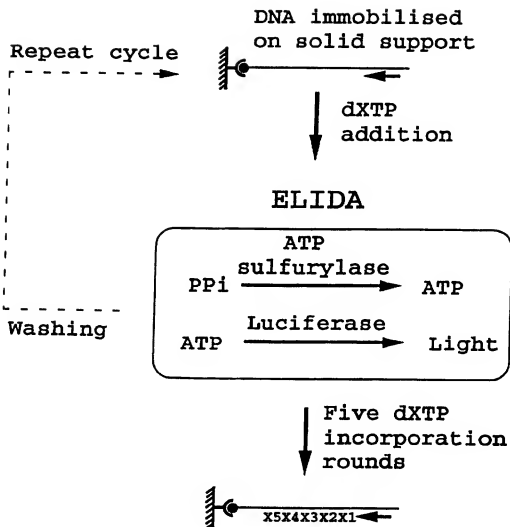 DNA immobilised
on solid support
Repeat cycle
dXTP
addition
ELIDA
ATP
sulfurylase
PPi
ATP
Luciferase
ATP
Light
Washing
Five dXTP
incorporation
rounds
X5X4X3X2X1